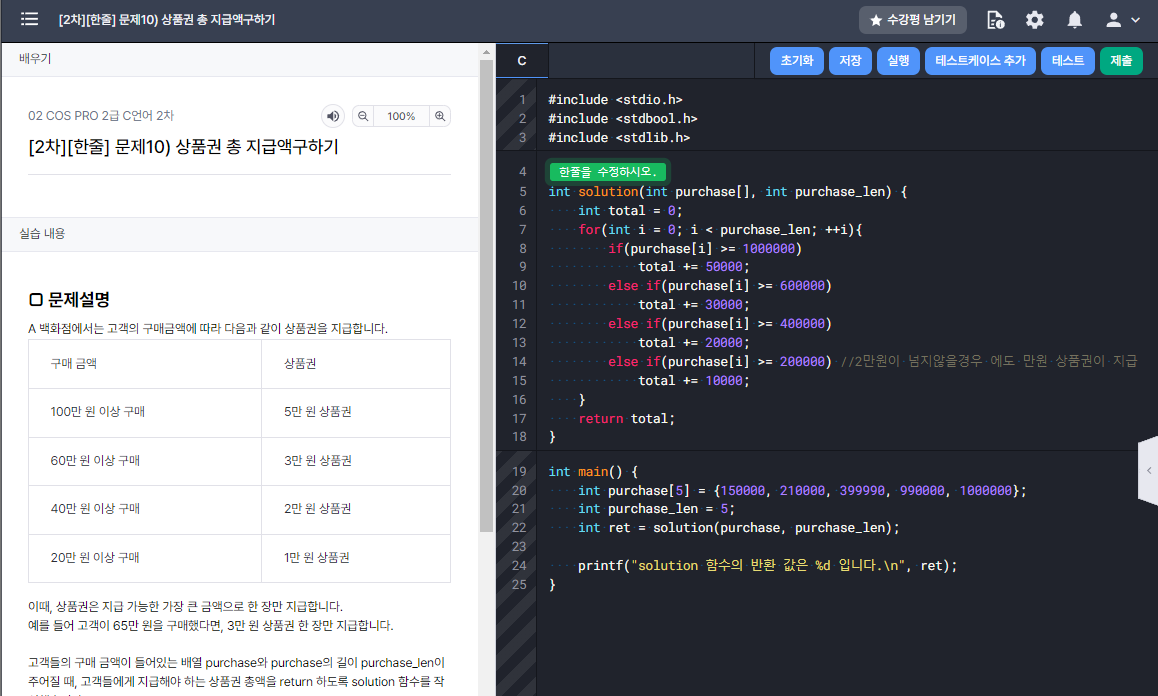 [2차][한줄] 문제10) 상품권 총 지급액구하기
★ 수강평 남기기
배우기
02 COS PRO 2급 C언어 2차
100%
[2차][한줄] 문제10) 상품권 총 지급액구하기
실습 내용
문제설명
A 백화점에서는 고객의 구매금액에 따라 다음과 같이 상품권을 지급합니다.
구매 금액 상품권
100만 원 이상 구매 5만 원 상품권
60만 원 이상 구매 3만 원 상품권
40만 원 이상 구매 2만 원 상품권
20만 원 이상 구매 1만 원 상품권
이때, 상품권은 지급 가능한 가장 큰 금액으로 한 장만 지급합니다.
예를 들어 고객이 65만 원을 구매했다면, 3만 원 상품권 한 장만 지급합니다.
고객들의 구매 금액이 들어있는 배열 purchase와 purchase의 길이 purchase_len이
주어질 때, 고객들에게 지급해야 하는 상품권 총액을 return 하도록 solution 함수를 작
C
초기화 저장 실행 테스트케이스 추가 테스트 제출
1 #include <stdio.h>
2 #include <stdbool.h>
3 #include <stdlib.h>
4 한줄을 수정하시오.
5 int solution(int purchase[], int purchase_len) {
6 int total = 0;
7 for(int i = 0; i < purchase_len; ++i){
8 if(purchase[i] >= 1000000)
9 total += 50000;
10 else if(purchase[i] >= 600000)
11 total += 30000;
12 else if(purchase[i] >= 400000)
13 total += 20000;
14 else if(purchase[i] >= 200000) //2만원이 넘지않을경우 에도 만원 상품권이 지급
15 total += 10000;
16 }
17 return total;
18 }
19 int main() {
20 int purchase[5] = {150000, 210000, 399990, 990000, 1000000};
21 int purchase_len = 5;
22 int ret = solution(purchase, purchase_len);
23
24 printf("solution 함수의 반환 값은 %d 입니다.\n", ret);
25 }